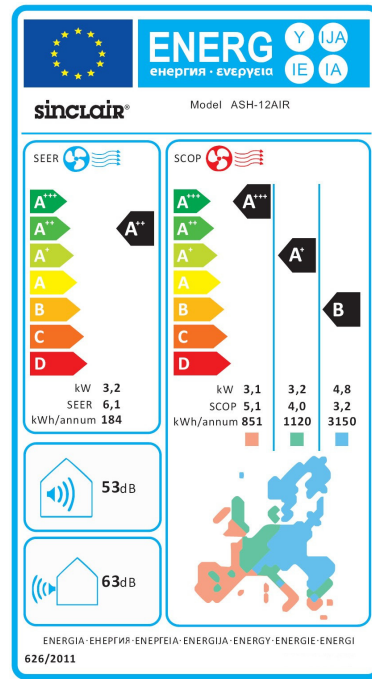 ENERG
енергия · ενεργεια
Y IJA
IE IA
sinclair®
Model ASH-12AIR
SEER
A+++
A++
A+
A
B
C
D
A++
kW 3,2
SEER 6,1
kWh/annum 184
SCOP
A+++
A++
A+
A
B
C
D
A+++
A+
B
kW 3,1 3,2 4,8
SCOP 5,1 4,0 3,2
kWh/annum 851 1120 3150
53dB
63dB
ENERGIA·ЕНЕРГИЯ·ΕΝΕΡΓΕΙΑ·ENERGIJA·ENERGY·ENERGIE·ENERGI
626/2011